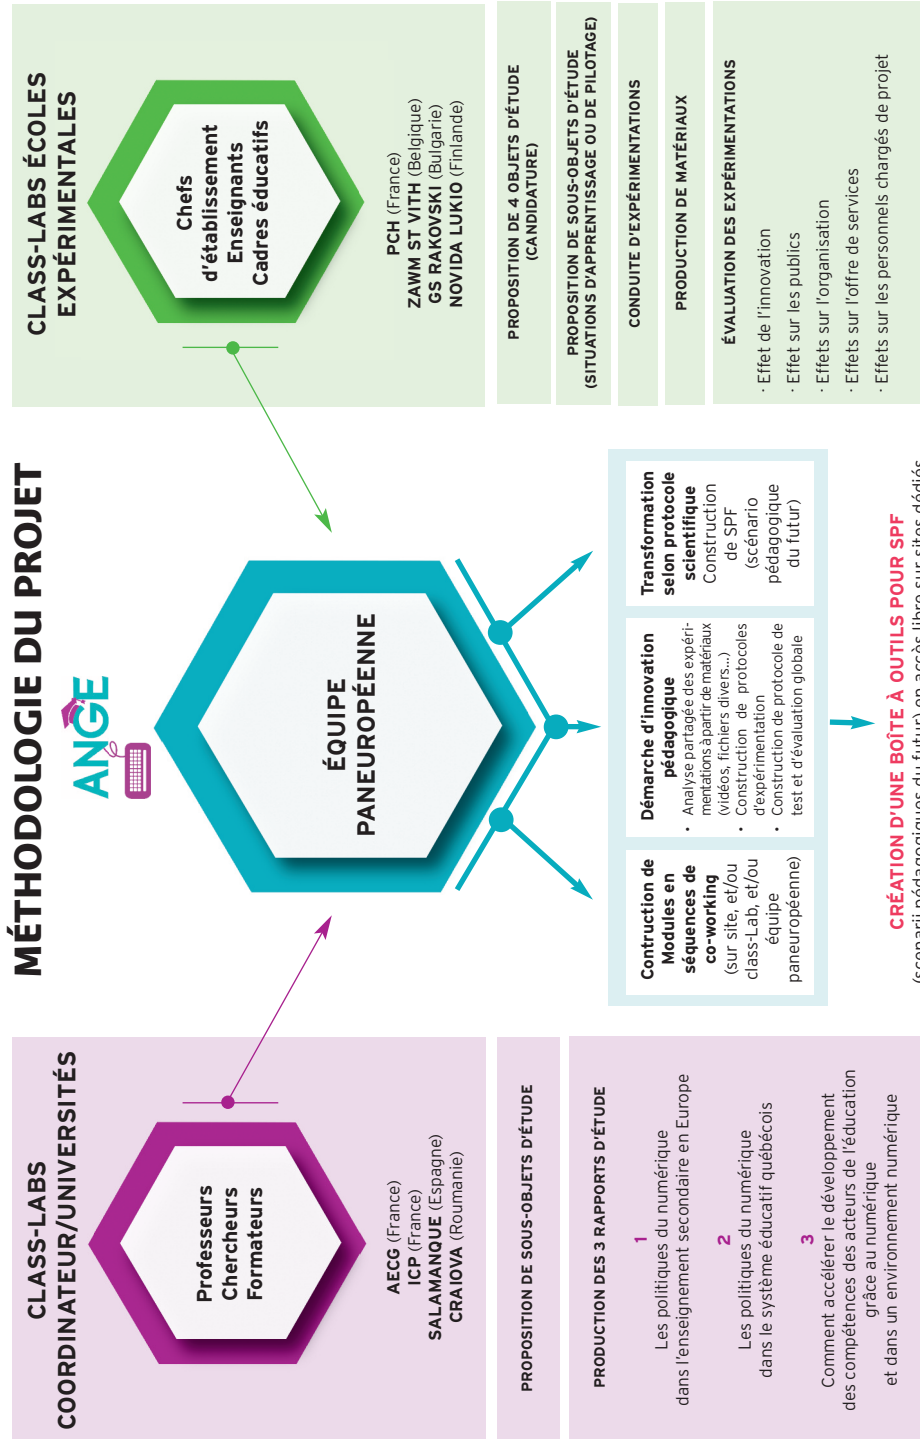 MÉTHODOLOGIE DU PROJET
ANGE
CLASS-LABS
COORDINATEUR/UNIVERSITÉS
Professeurs
Chercheurs
Formateurs
AECG (France)
ICP (France)
SALAMANQUE (Espagne)
CRAIOVA (Roumanie)
PROPOSITION DE SOUS-OBJETS D'ÉTUDE
PRODUCTION DES 3 RAPPORTS D'ÉTUDE
1
Les politiques du numérique
dans l'enseignement secondaire en Europe
2
Les politiques du numérique
dans le système éducatif québécois
3
Comment accélérer le développement
des compétences des acteurs de l'éducation
grâce au numérique
et dans un environnement numérique
ÉQUIPE
PANEUROPÉENNE
Contruction de
Modules en
séquences de
co-working
(sur site, et/ou
class-Lab, et/ou
équipe
paneuropéenne)
Démarche d'innovation
pédagogique
• Analyse partagée des expéri-
mentations à partir de matériaux
(vidéos, fichiers divers...)
• Construction de protocoles
d'expérimentation
• Construction de protocole de
test et d'évaluation globale
Transformation
selon protocole
scientifique
Construction
de SPF
(scénario
pédagogique
du futur)
CRÉATION D'UNE BOÎTE À OUTILS POUR SPF
(scenarii pédagogiques du futur) en accès libre sur sites dédiés
CLASS-LABS ÉCOLES
EXPÉRIMENTALES
Chefs
d'établissement
Enseignants
Cadres éducatifs
PCH (France)
ZAWM ST VITH (Belgique)
GS RAKOVSKI (Bulgarie)
NOVIDA LUKIO (Finlande)
PROPOSITION DE 4 OBJETS D'ÉTUDE
(CANDIDATURE)
PROPOSITION DE SOUS-OBJETS D'ÉTUDE
(SITUATIONS D'APPRENTISSAGE OU DE PILOTAGE)
CONDUITE D'EXPÉRIMENTATIONS
PRODUCTION DE MATÉRIAUX
ÉVALUATION DES EXPÉRIMENTATIONS
· Effet de l'innovation
· Effet sur les publics
· Effets sur l'organisation
· Effets sur l'offre de services
· Effets sur les personnels chargés de projet